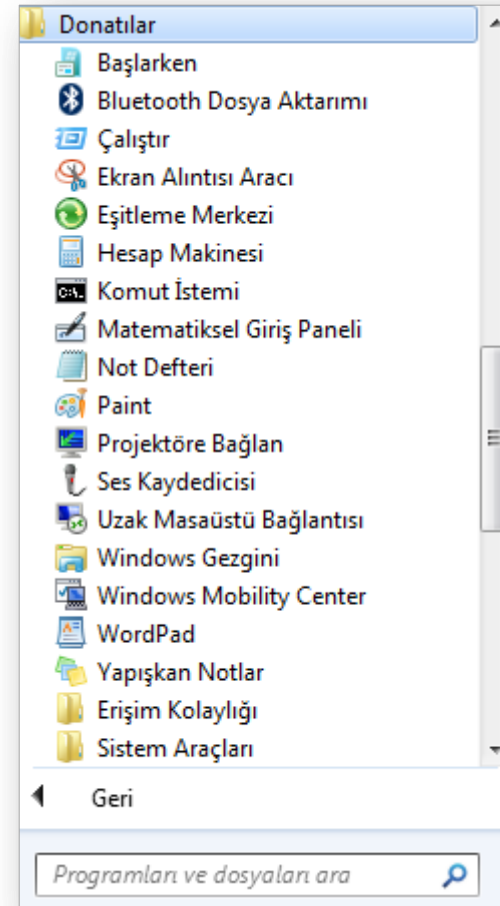 Donatılar
Başlarken
Bluetooth Dosya Aktarımı
Çalıştır
Ekran Alıntısı Aracı
Eşitleme Merkezi
Hesap Makinesi
Komut İstemi
Matematiksel Giriş Paneli
Not Defteri
Paint
Projektöre Bağlan
Ses Kaydedicisi
Uzak Masaüstü Bağlantısı
Windows Gezgini
Windows Mobility Center
WordPad
Yapışkan Notlar
Erişim Kolaylığı
Sistem Araçları
Geri
Programları ve dosyaları ara